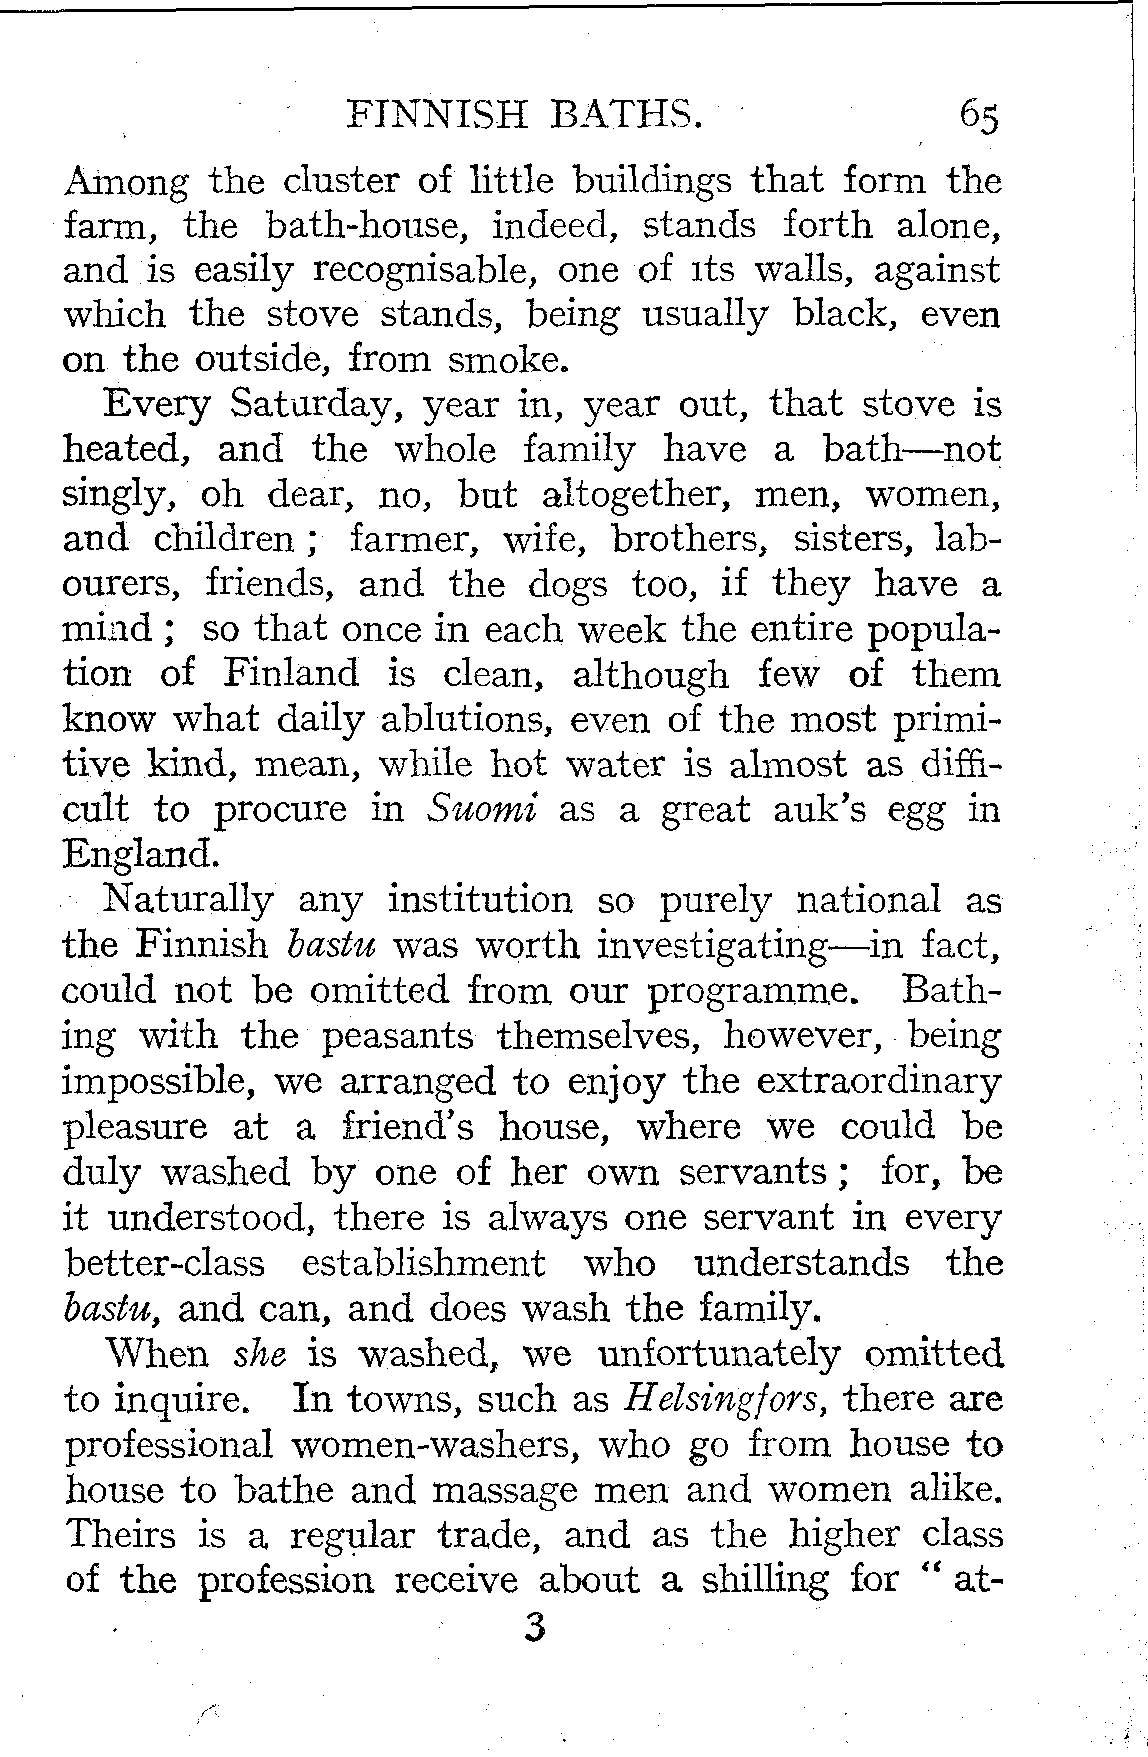 FINNISH BATHS. 65
Among the cluster of little buildings that form the
farm, the bath-house, indeed, stands forth alone,
and is easily recognisable, one of its walls, against
which the stove stands, being usually black, even
on the outside, from smoke.
Every Saturday, year in, year out, that stove is
heated, and the whole family have a bath—not
singly, oh dear, no, but altogether, men, women,
and children ; farmer, wife, brothers, sisters, lab-
ourers, friends, and the dogs too, if they have a
mind ; so that once in each week the entire popula-
tion of Finland is clean, although few of them
know what daily ablutions, even of the most primi-
tive kind, mean, while hot water is almost as diffi-
cult to procure in Suomi as a great auk's egg in
England.
Naturally any institution so purely national as
the Finnish bastu was worth investigating—in fact,
could not be omitted from our programme. Bath-
ing with the peasants themselves, however, being
impossible, we arranged to enjoy the extraordinary
pleasure at a friend's house, where we could be
duly washed by one of her own servants ; for, be
it understood, there is always one servant in every
better-class establishment who understands the
bastu, and can, and does wash the family.
When she is washed, we unfortunately omitted
to inquire. In towns, such as Helsingfors, there are
professional women-washers, who go from house to
house to bathe and massage men and women alike.
Theirs is a regular trade, and as the higher class
of the profession receive about a shilling for “ at-
3